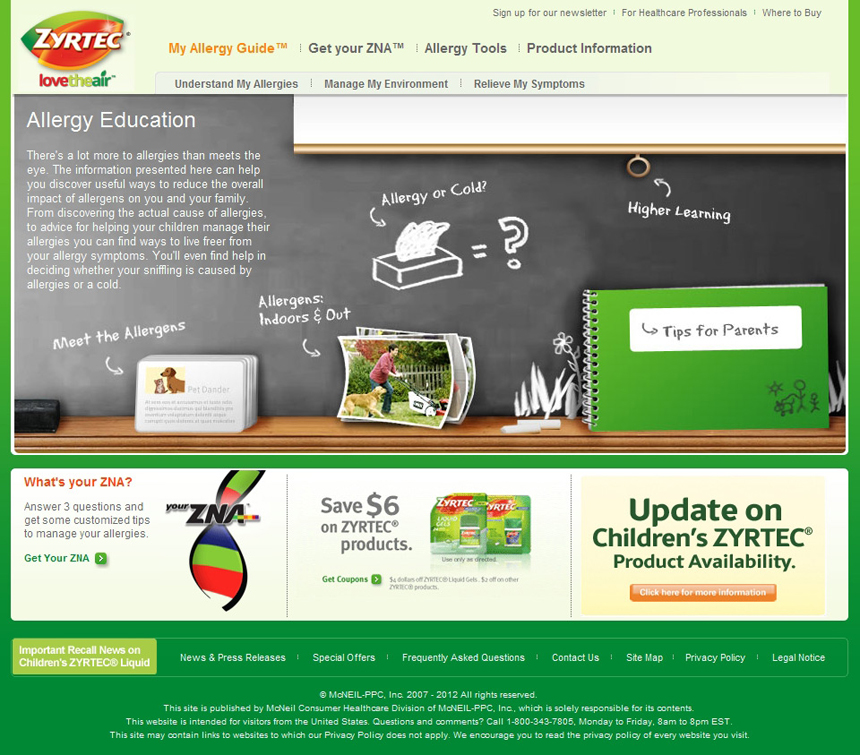 Sign up for our newsletter
For Healthcare Professionals
Where to Buy
ZYRTEC®
lovetheair™
My Allergy Guide™
Get your ZNA™
Allergy Tools
Product Information
Understand My Allergies
Manage My Environment
Relieve My Symptoms
Allergy Education
There's a lot more to allergies than meets the
eye. The information presented here can help
you discover useful ways to reduce the overall
impact of allergens on you and your family.
From discovering the actual cause of allergies,
to advice for helping your children manage their
allergies you can find ways to live freer from
your allergy symptoms. You'll even find help in
deciding whether your sniffling is caused by
allergies or a cold.
Allergy or Cold?
= ?
Higher Learning
Allergens:
Indoors & Out
Meet the Allergens
Pet Dander
Tips for Parents
What's your ZNA?
Answer 3 questions and
get some customized tips
to manage your allergies.
Get Your ZNA
your ZNA
Save $6
on ZYRTEC®
products.
ZYRTEC
LIQUID
GELS
ZYRTEC
Use only as directed.
Get Coupons
$4 dollars off ZYRTEC® Liquid Gels. $2 off on other
ZYRTEC® products.
Update on
Children's ZYRTEC®
Product Availability.
Click here for more information
Important Recall News on
Children's ZYRTEC® Liquid
News & Press Releases
Special Offers
Frequently Asked Questions
Contact Us
Site Map
Privacy Policy
Legal Notice
© McNEIL-PPC, Inc. 2007 - 2012 All rights reserved.
This site is published by McNeil Consumer Healthcare Division of McNEIL-PPC, Inc., which is solely responsible for its contents.
This website is intended for visitors from the United States. Questions and comments? Call 1-800-343-7805, Monday to Friday, 8am to 8pm EST.
This site may contain links to websites to which our Privacy Policy does not apply. We encourage you to read the privacy policy of every website you visit.